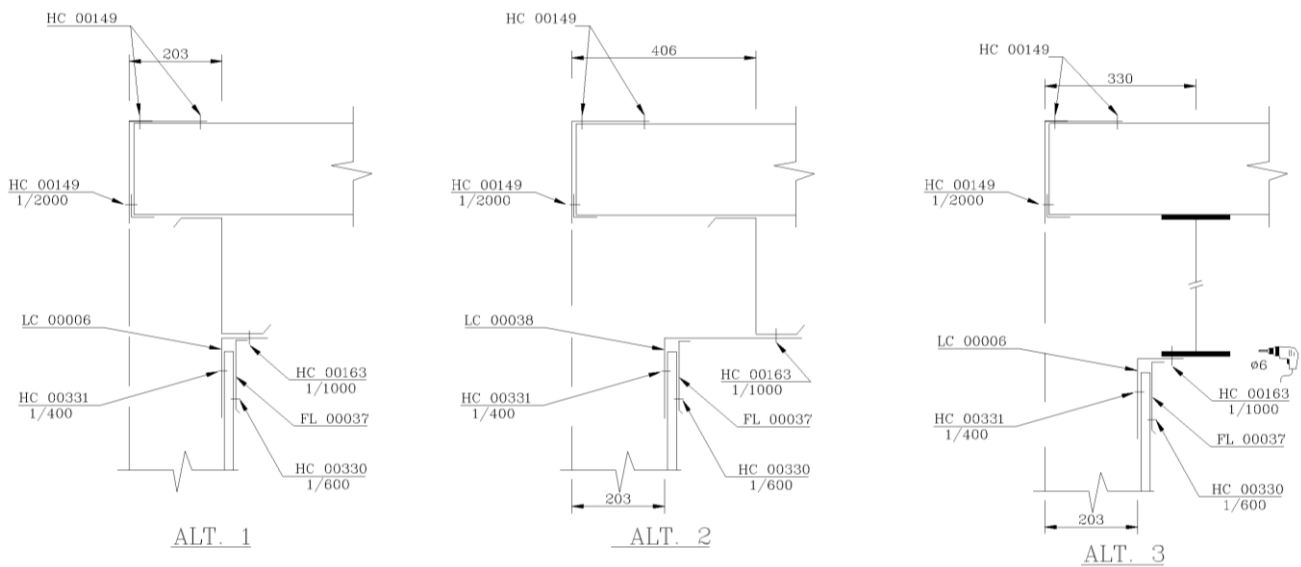 HC 00149
203
HC 00149
1/2000
LC 00006
HC 00331
1/400
HC 00163
1/1000
FL 00037
HC 00330
1/600
ALT. 1
HC 00149
406
HC 00149
1/2000
LC 00038
HC 00331
1/400
HC 00163
1/1000
FL 00037
HC 00330
1/600
203
ALT. 2
HC 00149
330
HC 00149
1/2000
LC 00006
ø6
HC 00331
1/400
HC 00163
1/1000
FL 00037
HC 00330
1/600
203
ALT. 3